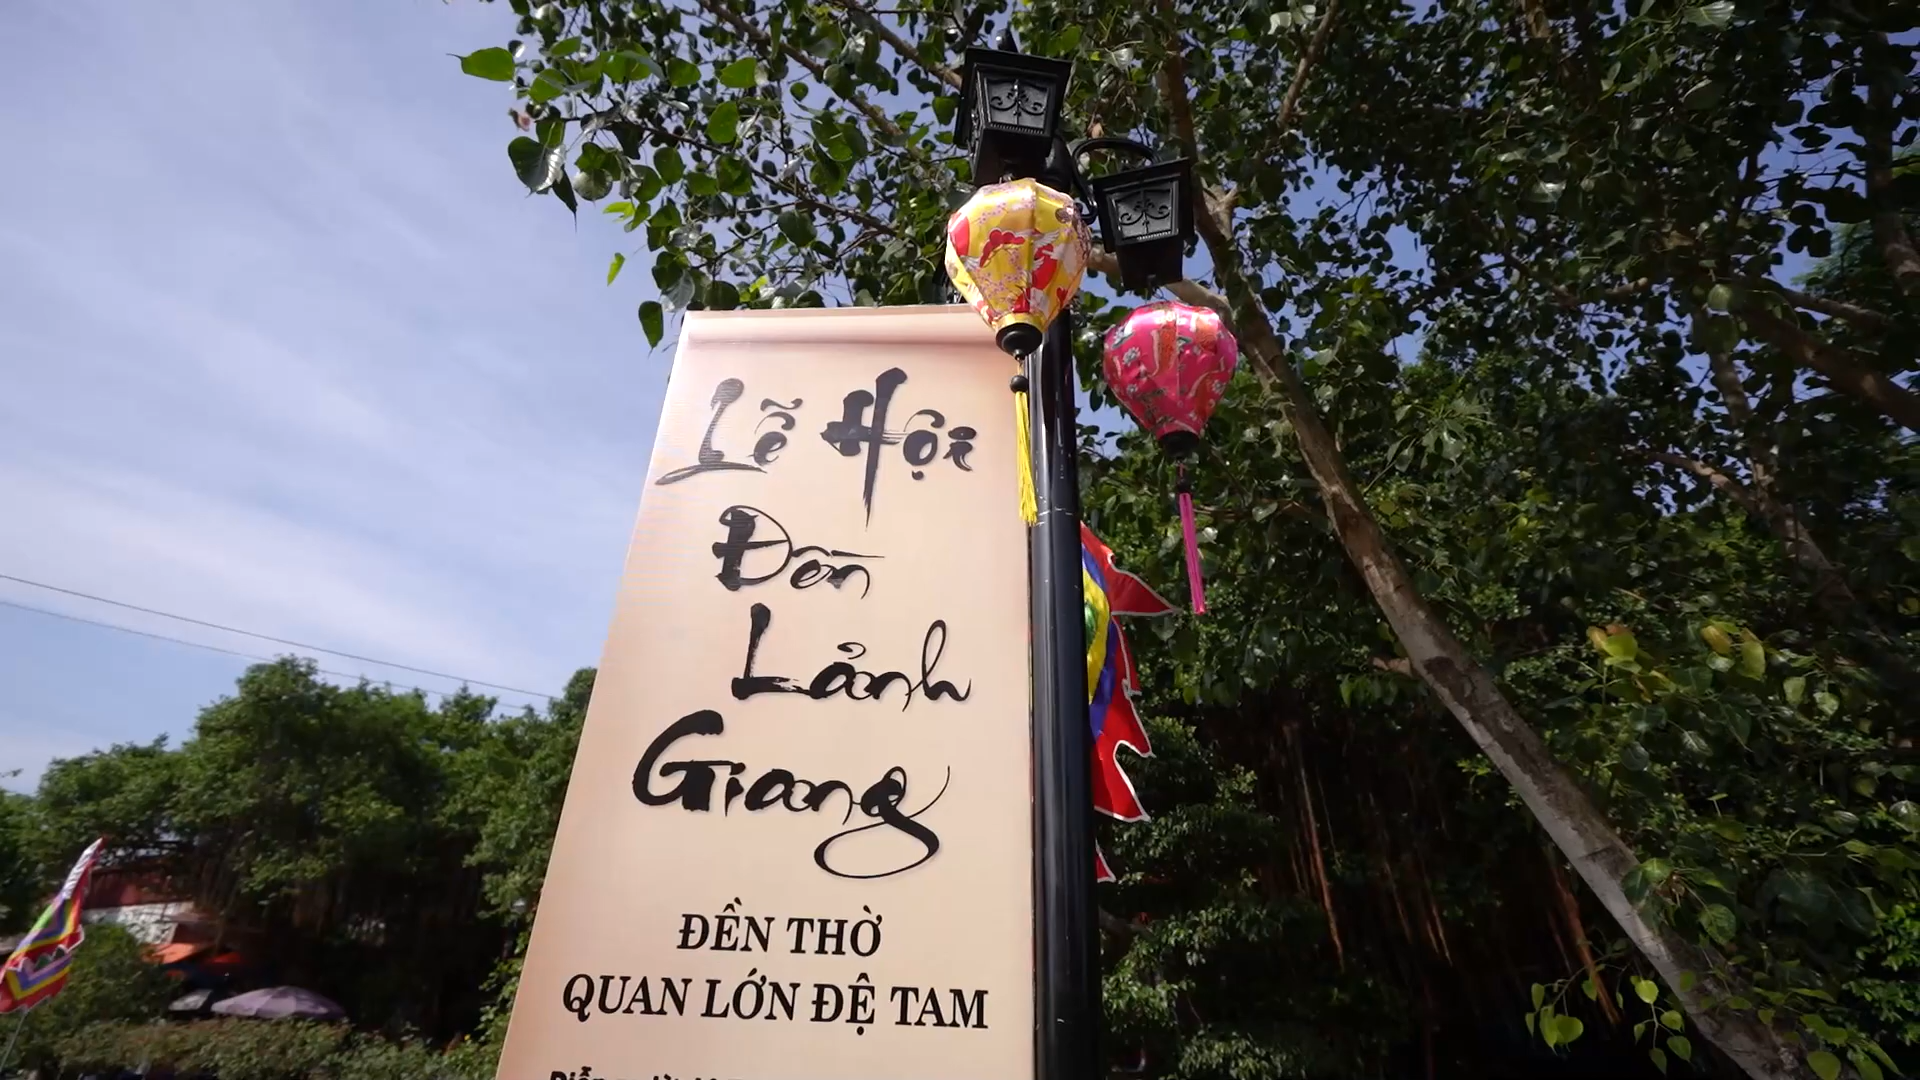 Lễ Hội
Đền
Lảnh
Giang
ĐỀN THỜ
QUAN LỚN ĐỆ TAM